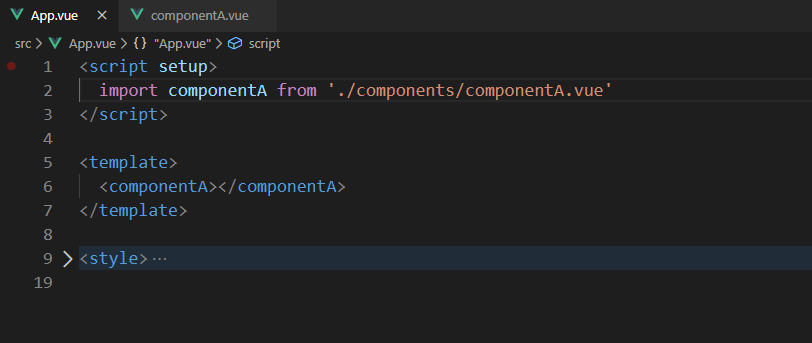 App.vue × componentA.vue
src > App.vue > {} "App.vue" > script
1 <script setup>
2 import componentA from './components/componentA.vue'
3 </script>
4
5 <template>
6 <componentA></componentA>
7 </template>
8
9 > <style>⋯
19